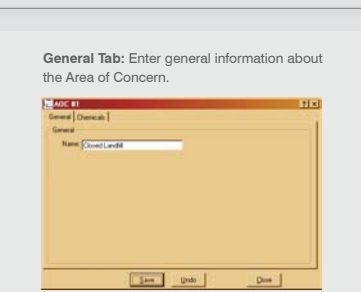 General Tab: Enter general information about
the Area of Concern.
AOC #1
General Chemicals
General
Name: Closed Landfill
Save Undo Close